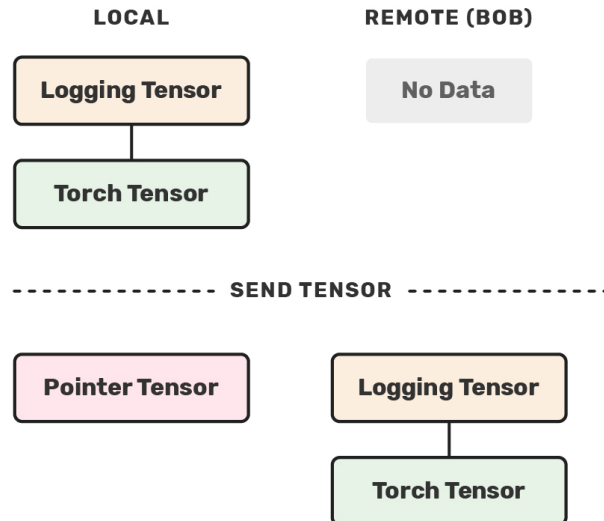 LOCAL
REMOTE (BOB)
Logging Tensor
No Data
Torch Tensor
SEND TENSOR
Pointer Tensor
Logging Tensor
Torch Tensor